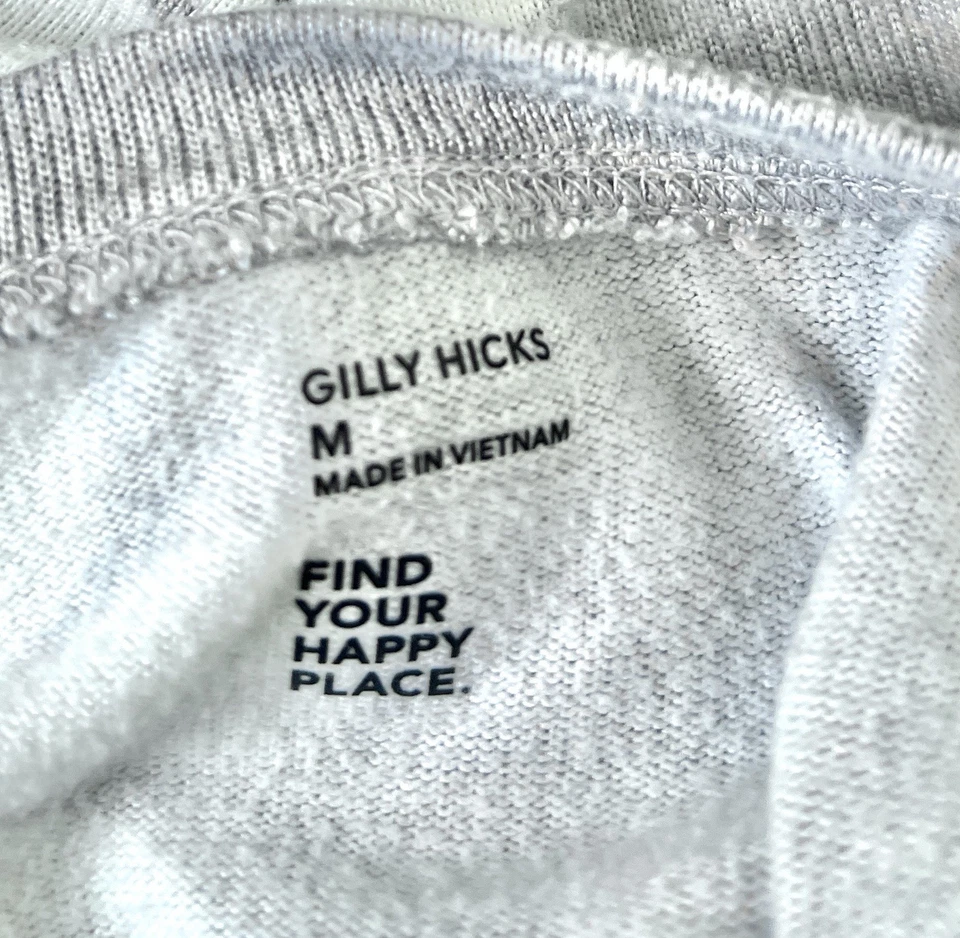 GILLY HICKS
M
MADE IN VIETNAM
FIND
YOUR
HAPPY
PLACE.